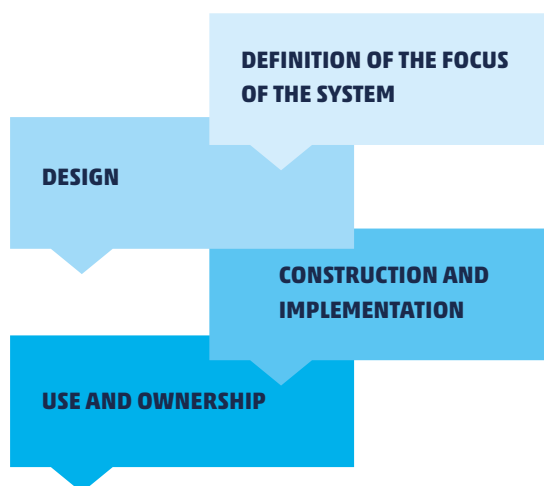 DEFINITION OF THE FOCUS
OF THE SYSTEM
DESIGN
CONSTRUCTION AND
IMPLEMENTATION
USE AND OWNERSHIP